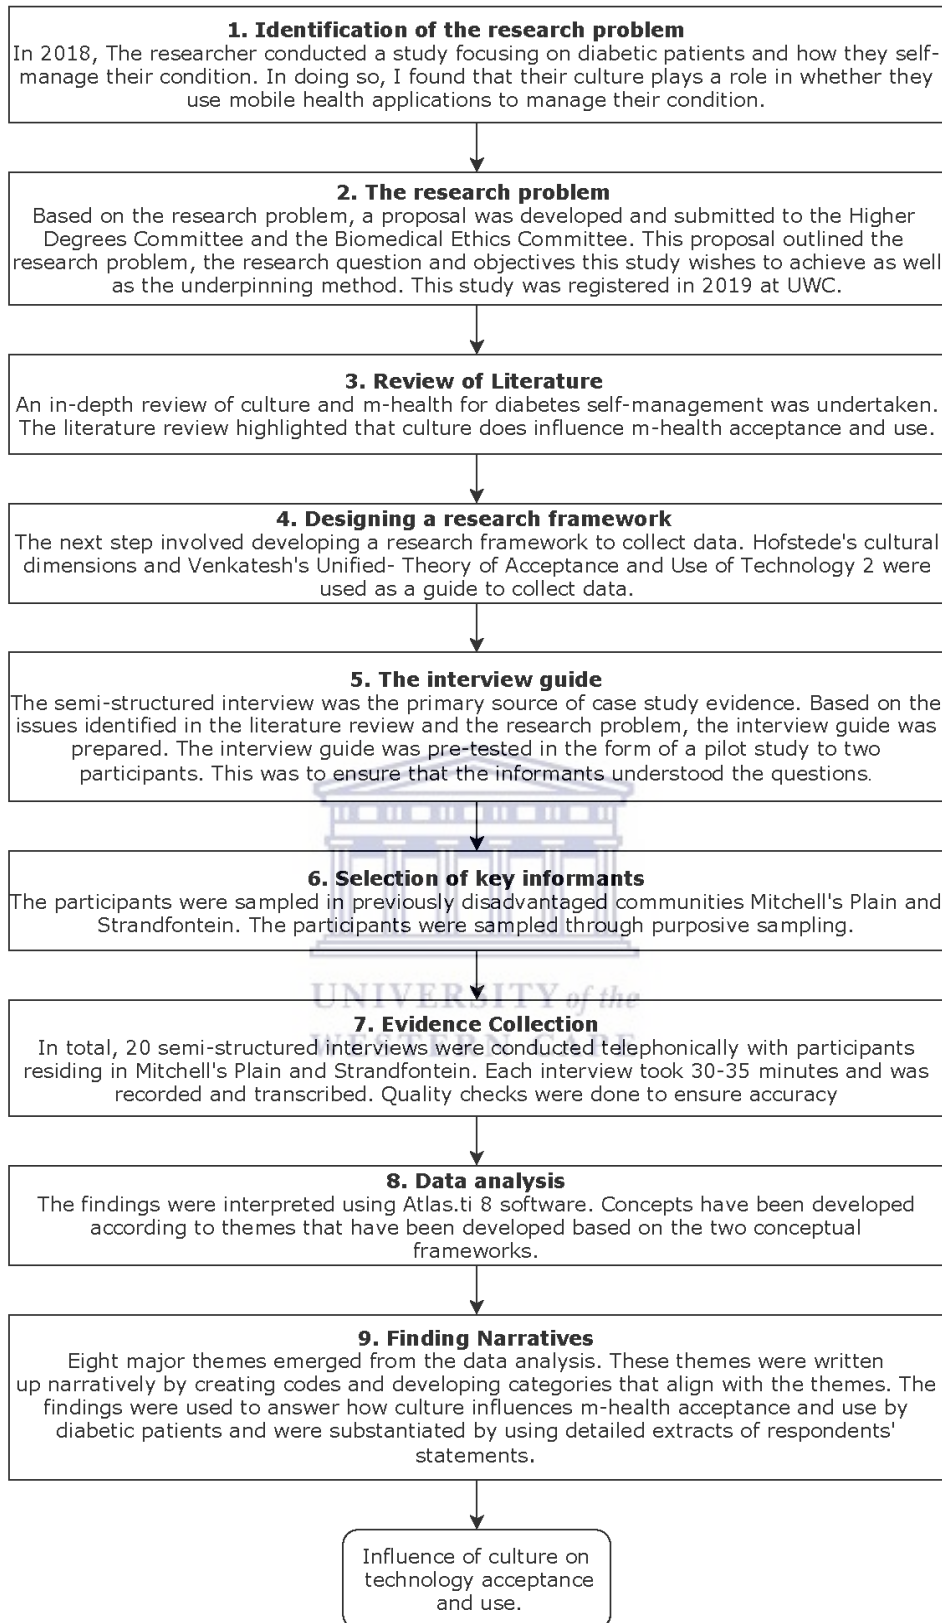 1. Identification of the research problem
In 2018, The researcher conducted a study focusing on diabetic patients and how they self-
manage their condition. In doing so, I found that their culture plays a role in whether they
use mobile health applications to manage their condition.
2. The research problem
Based on the research problem, a proposal was developed and submitted to the Higher
Degrees Committee and the Biomedical Ethics Committee. This proposal outlined the
research problem, the research question and objectives this study wishes to achieve as well
as the underpinning method. This study was registered in 2019 at UWC.
3. Review of Literature
An in-depth review of culture and m-health for diabetes self-management was undertaken.
The literature review highlighted that culture does influence m-health acceptance and use.
4. Designing a research framework
The next step involved developing a research framework to collect data. Hofstede's cultural
dimensions and Venkatesh's Unified- Theory of Acceptance and Use of Technology 2 were
used as a guide to collect data.
5. The interview guide
The semi-structured interview was the primary source of case study evidence. Based on the
issues identified in the literature review and the research problem, the interview guide was
prepared. The interview guide was pre-tested in the form of a pilot study to two
participants. This was to ensure that the informants understood the questions.
6. Selection of key informants
The participants were sampled in previously disadvantaged communities Mitchell's Plain and
Strandfontein. The participants were sampled through purposive sampling.
UNIVERSITY of the
7. Evidence Collection
WESTERN CAPE
In total, 20 semi-structured interviews were conducted telephonically with participants
residing in Mitchell's Plain and Strandfontein. Each interview took 30-35 minutes and was
recorded and transcribed. Quality checks were done to ensure accuracy
8. Data analysis
The findings were interpreted using Atlas.ti 8 software. Concepts have been developed
according to themes that have been developed based on the two conceptual
frameworks.
9. Finding Narratives
Eight major themes emerged from the data analysis. These themes were written
up narratively by creating codes and developing categories that align with the themes. The
findings were used to answer how culture influences m-health acceptance and use by
diabetic patients and were substantiated by using detailed extracts of respondents'
statements.
Influence of culture on
technology acceptance
and use.